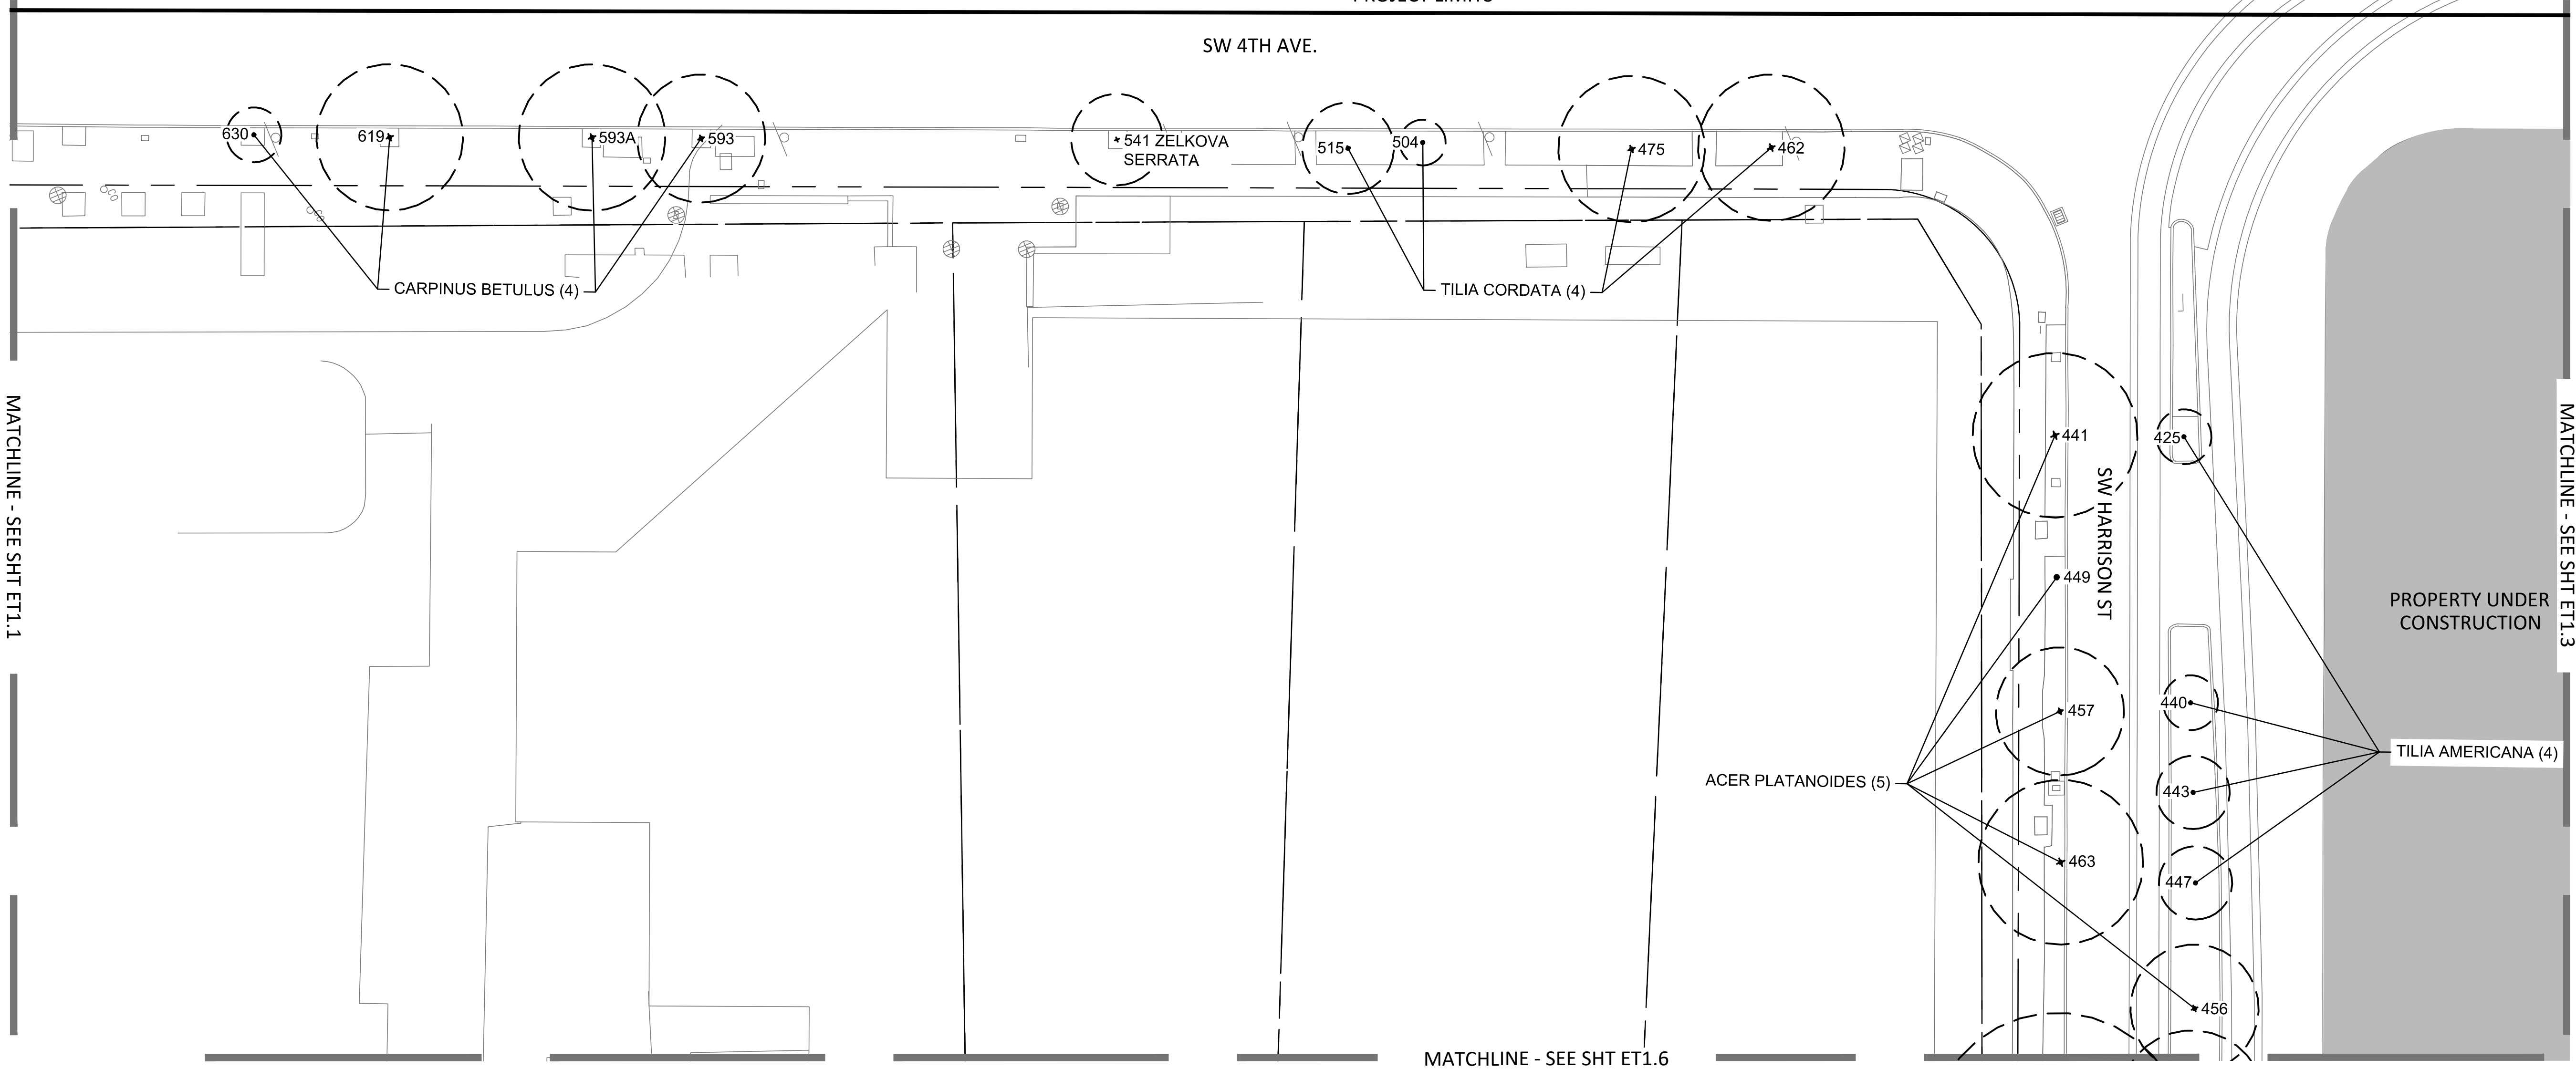 SW 4TH AVE.
630
619
593A
593
541 ZELKOVA
SERRATA
515
504
475
462
CARPINUS BETULUS (4)
TILIA CORDATA (4)
MATCHLINE - SEE SHT ET1.1
441
425
SW HARRISON ST
MATCHLINE - SEE SHT ET1.3
449
PROPERTY UNDER
CONSTRUCTION
457
440
TILIA AMERICANA (4)
ACER PLATANOIDES (5)
443
463
447
456
MATCHLINE - SEE SHT ET1.6